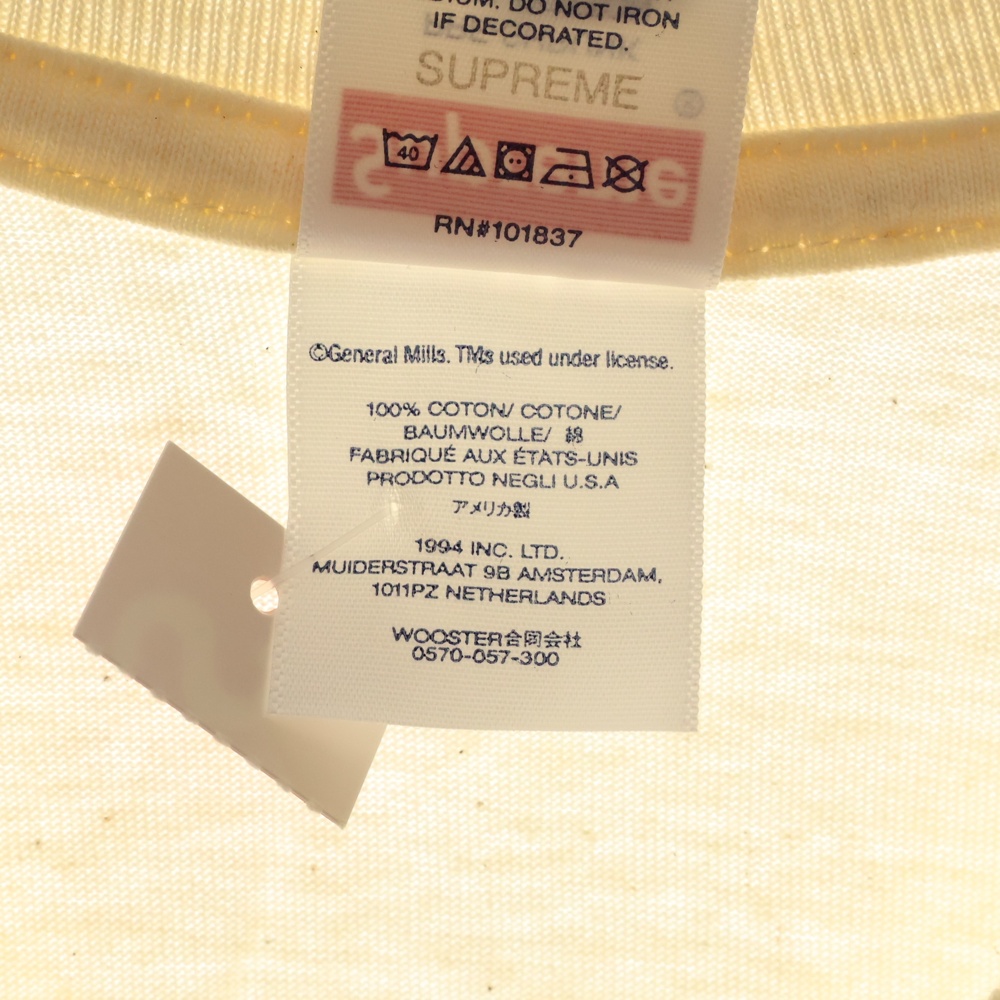 DIUM. DO NOT IRON
IF DECORATED.
SUPREME
®
40
RN#101837
©General Mills. TMs used under license.
100% COTON/ COTONE/
BAUMWOLLE/ 綿
FABRIQUÉ AUX ÉTATS-UNIS
PRODOTTO NEGLI U.S.A
アメリカ製
1994 INC. LTD.
MUIDERSTRAAT 9B AMSTERDAM,
1011PZ NETHERLANDS
WOOSTER合同会社
0570-057-300